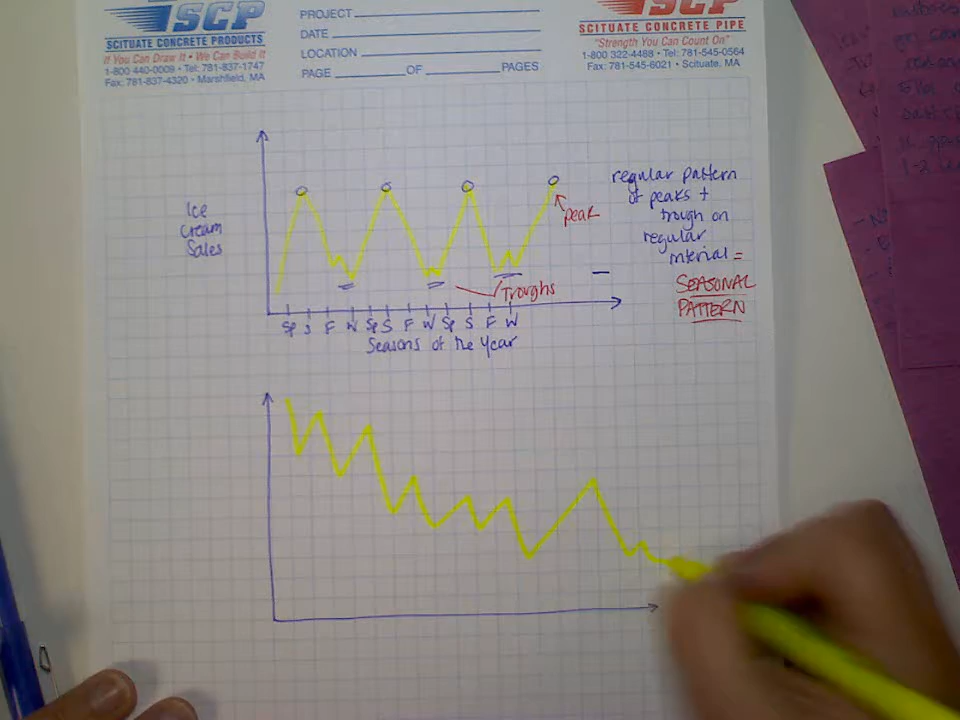 SCP
SCITUATE CONCRETE PRODUCTS
If You Can Draw It • We Can Build It
1-800 440-0009 • Tel: 781-837-1747
Fax: 781-837-4320 • Marshfield, MA
PROJECT
DATE
LOCATION
PAGE OF PAGES
SCP
SCITUATE CONCRETE PIPE
"Strength You Can Count On"
1-800 322-4488 • Tel: 781-545-0564
Fax: 781-545-6021 • Scituate, MA
Ice
Cream
Sales
peak
Troughs
Sp S F W Sp S F W Sp S F W
Seasons of the Year
regular pattern
of peaks +
trough on
regular
interval =
SEASONAL
PATTERN